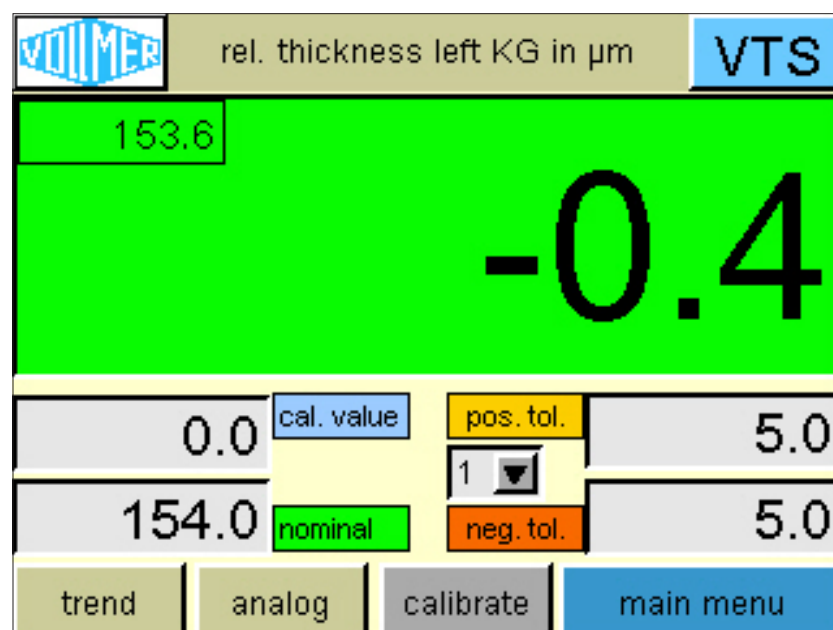 VOLLMER
rel. thickness left KG in µm
VTS
153.6
-0.4
0.0 cal. value pos. tol. 5.0
1
154.0 nominal neg. tol. 5.0
trend analog calibrate main menu